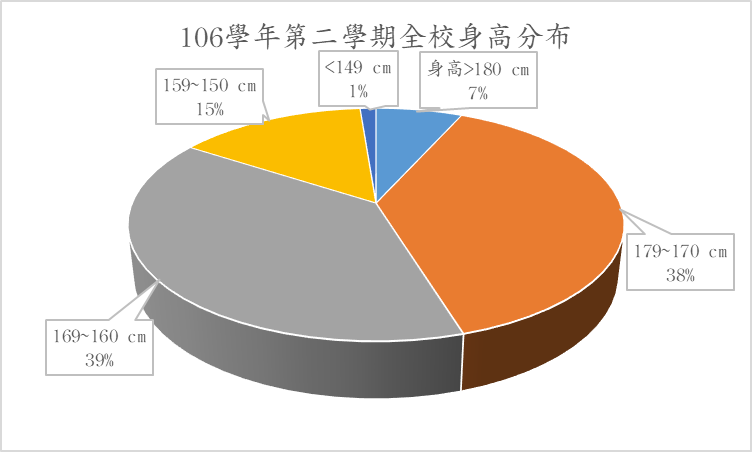 106學年第二學期全校身高分布
<149 cm
1%
身高>180 cm
7%
159~150 cm
15%
179~170 cm
38%
169~160 cm
39%